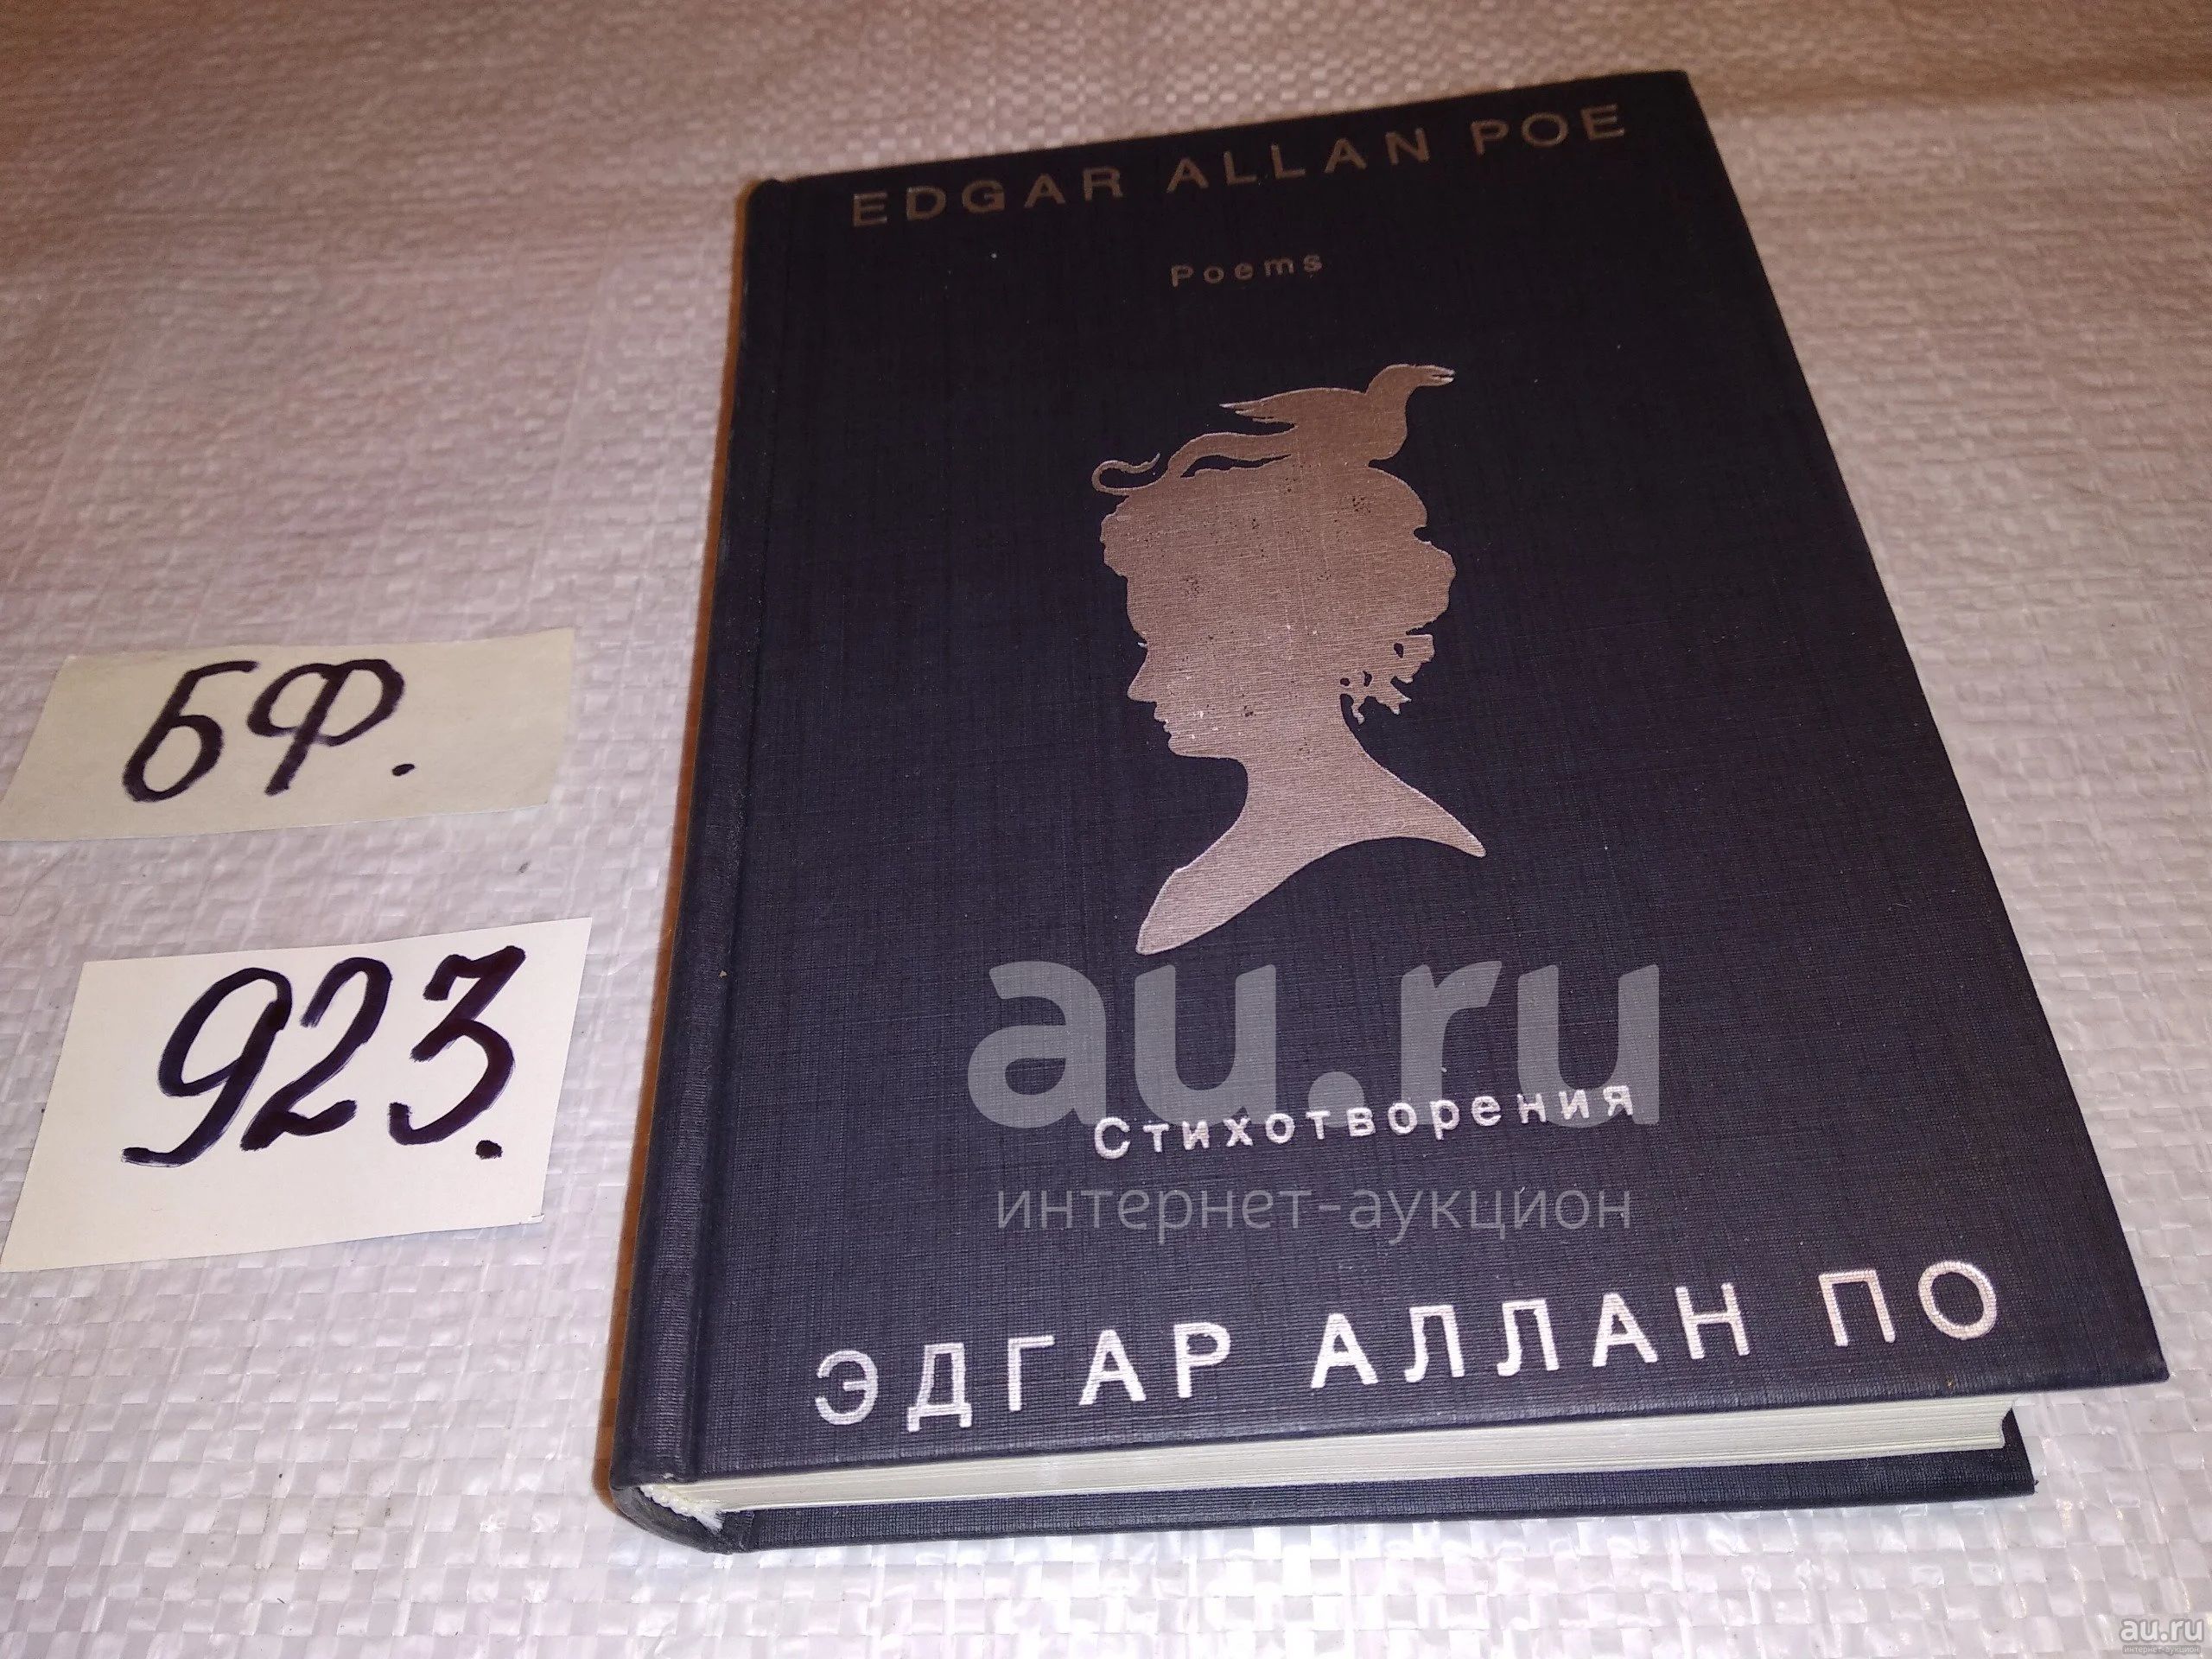 EDGAR ALLAN POE
Poems
БФ.
923.
au.ru
Стихотворения
интернет-аукцион
ЭДГАР АЛЛАН ПО
au.ru
интернет-аукцион